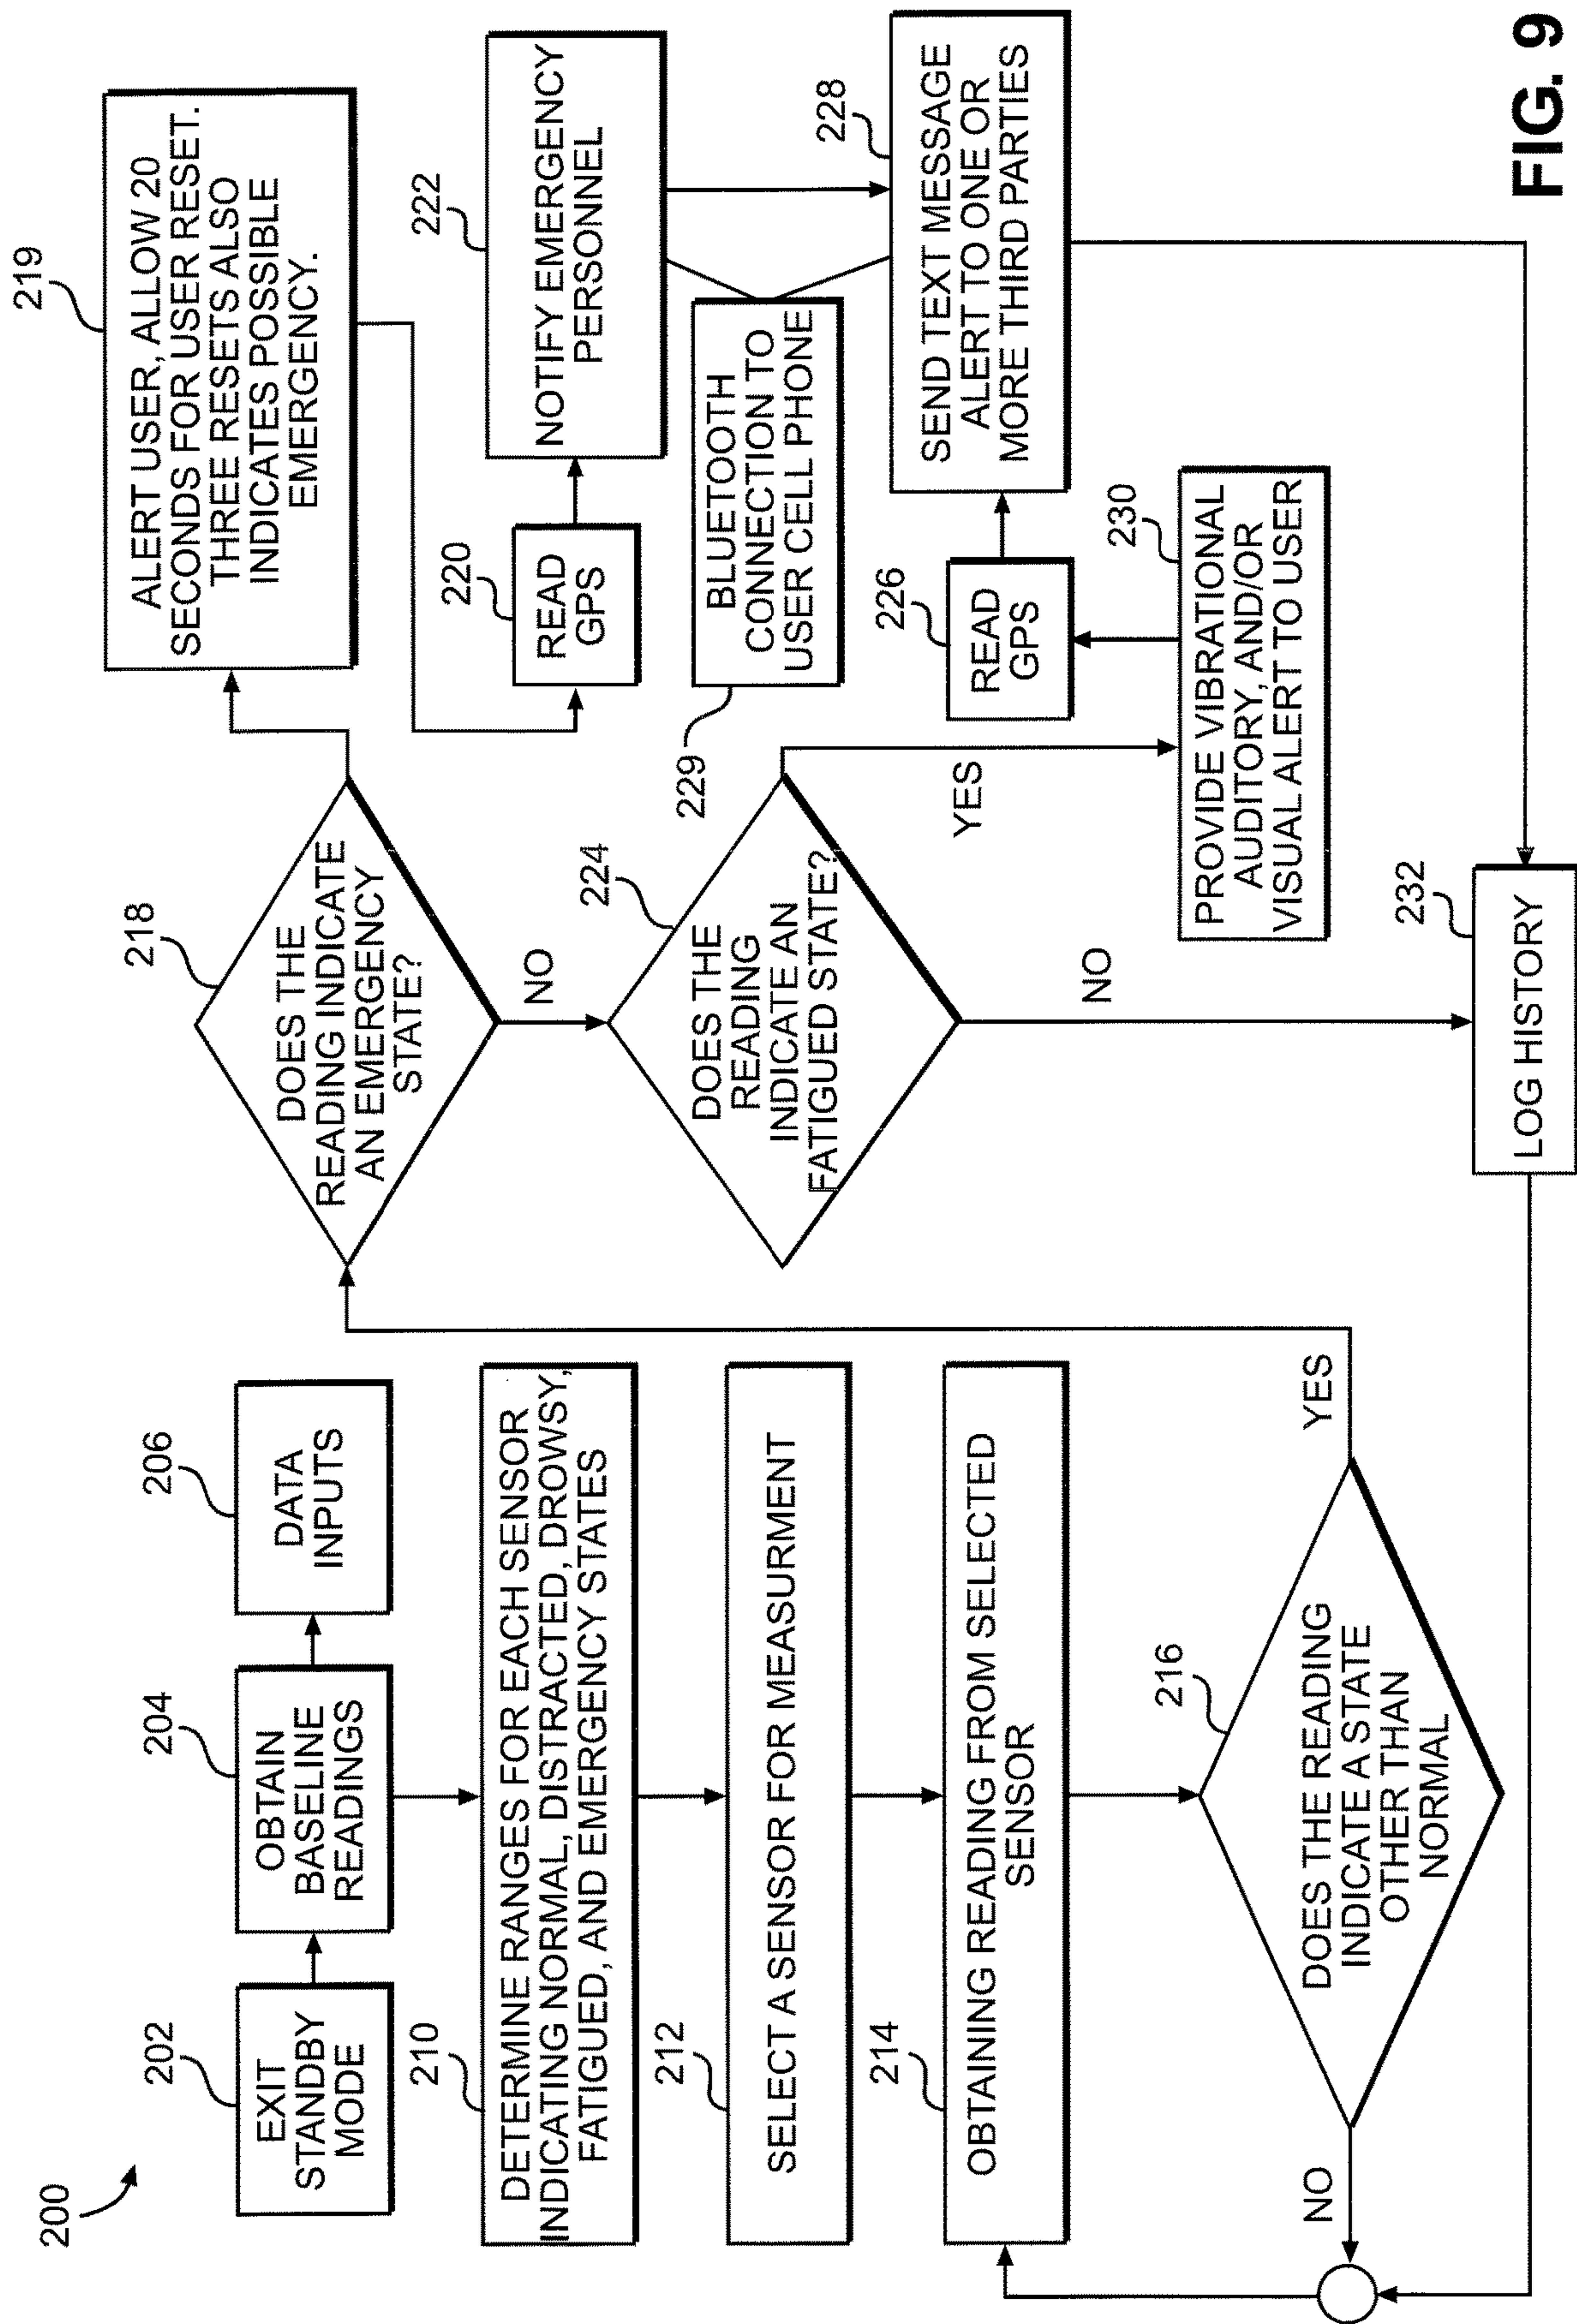 200
202
EXIT
STANDBY
MODE
204
OBTAIN
BASELINE
READINGS
206
DATA
INPUTS
210
DETERMINE RANGES FOR EACH SENSOR
INDICATING NORMAL, DISTRACTED, DROWSY,
FATIGUED, AND EMERGENCY STATES
212
SELECT A SENSOR FOR MEASURMENT
214
OBTAINING READING FROM SELECTED
SENSOR
216
DOES THE READING
INDICATE A STATE
OTHER THAN
NORMAL
NO
YES
218
DOES THE
READING INDICATE
AN EMERGENCY
STATE?
NO
219
ALERT USER, ALLOW 20
SECONDS FOR USER RESET.
THREE RESETS ALSO
INDICATES POSSIBLE
EMERGENCY.
220
READ
GPS
222
NOTIFY EMERGENCY
PERSONNEL
224
DOES THE
READING
INDICATE AN
FATIGUED STATE?
YES
NO
229
BLUETOOTH
CONNECTION TO
USER CELL PHONE
226
READ
GPS
228
SEND TEXT MESSAGE
ALERT TO ONE OR
MORE THIRD PARTIES
230
PROVIDE VIBRATIONAL
AUDITORY, AND/OR
VISUAL ALERT TO USER
232
LOG HISTORY
FIG. 9